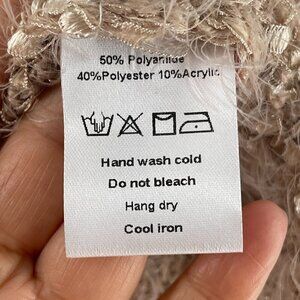 50% Polyamide
40%Polyester 10%Acrylic
Hand wash cold
Do not bleach
Hang dry
Cool iron